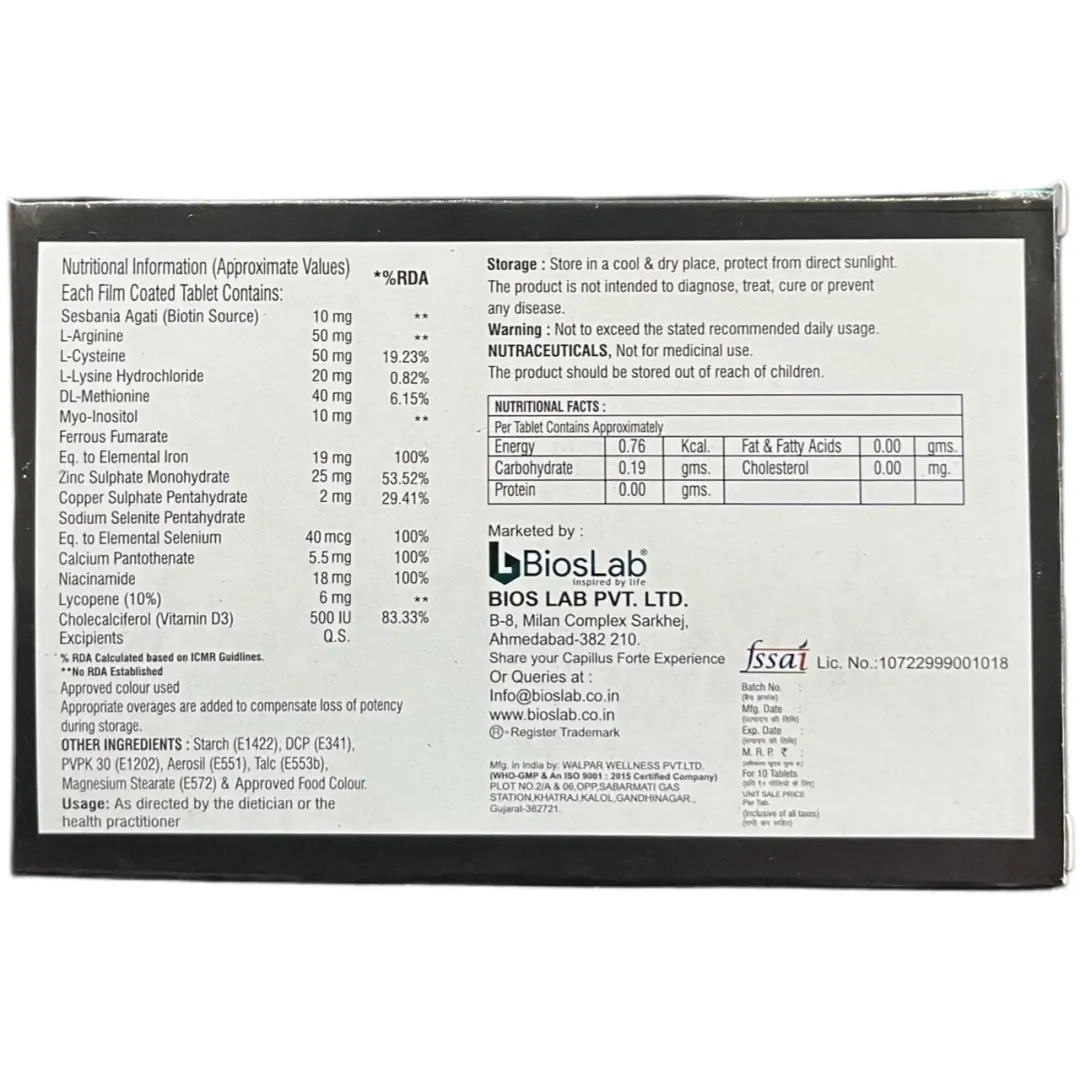 Nutritional Information (Approximate Values) *%RDA
Each Film Coated Tablet Contains:
Sesbania Agati (Biotin Source) 10 mg **
L-Arginine 50 mg **
L-Cysteine 50 mg 19.23%
L-Lysine Hydrochloride 20 mg 0.82%
DL-Methionine 40 mg 6.15%
Myo-Inositol 10 mg **
Ferrous Fumarate
Eq. to Elemental Iron 19 mg 100%
Zinc Sulphate Monohydrate 25 mg 53.52%
Copper Sulphate Pentahydrate 2 mg 29.41%
Sodium Selenite Pentahydrate
Eq. to Elemental Selenium 40 mcg 100%
Calcium Pantothenate 5.5 mg 100%
Niacinamide 18 mg 100%
Lycopene (10%) 6 mg **
Cholecalciferol (Vitamin D3) 500 IU 83.33%
Excipients Q.S.
* % RDA Calculated based on ICMR Guidlines.
**No RDA Established
Approved colour used
Appropriate overages are added to compensate loss of potency
during storage.
OTHER INGREDIENTS : Starch (E1422), DCP (E341),
PVPK 30 (E1202), Aerosil (E551), Talc (E553b),
Magnesium Stearate (E572) & Approved Food Colour.
Usage: As directed by the dietician or the
health practitioner
Storage : Store in a cool & dry place, protect from direct sunlight.
The product is not intended to diagnose, treat, cure or prevent
any disease.
Warning : Not to exceed the stated recommended daily usage.
NUTRACEUTICALS, Not for medicinal use.
The product should be stored out of reach of children.
NUTRITIONAL FACTS :
Per Tablet Contains Approximately
Energy 0.76 Kcal. Fat & Fatty Acids 0.00 gms.
Carbohydrate 0.19 gms. Cholesterol 0.00 mg.
Protein 0.00 gms.
Marketed by :
BiosLab®
Inspired by life
BIOS LAB PVT. LTD.
B-8, Milan Complex Sarkhej,
Ahmedabad-382 210.
Share your Capillus Forte Experience
Or Queries at :
Info@bioslab.co.in
www.bioslab.co.in
®-Register Trademark
Mfg. in India by: WALPAR WELLNESS PVT.LTD.
(WHO-GMP & An ISO 9001 : 2015 Certified Company)
PLOT NO.2/A & 06,OPP,SABARMATI GAS
STATION,KHATRAJ,KALOL,GANDHINAGAR.,
Gujarat-382721.
fssai Lic. No.:10722999001018
Batch No. :
Mfg. Date :
(उत्पादन की तिथि)
Exp. Date :
(समापन की तिथि)
M. R. P. ₹ :
For 10 Tablets
UNIT SALE PRICE
Per Tab.
(Inclusive of all taxes)
(सभी कर सहित)